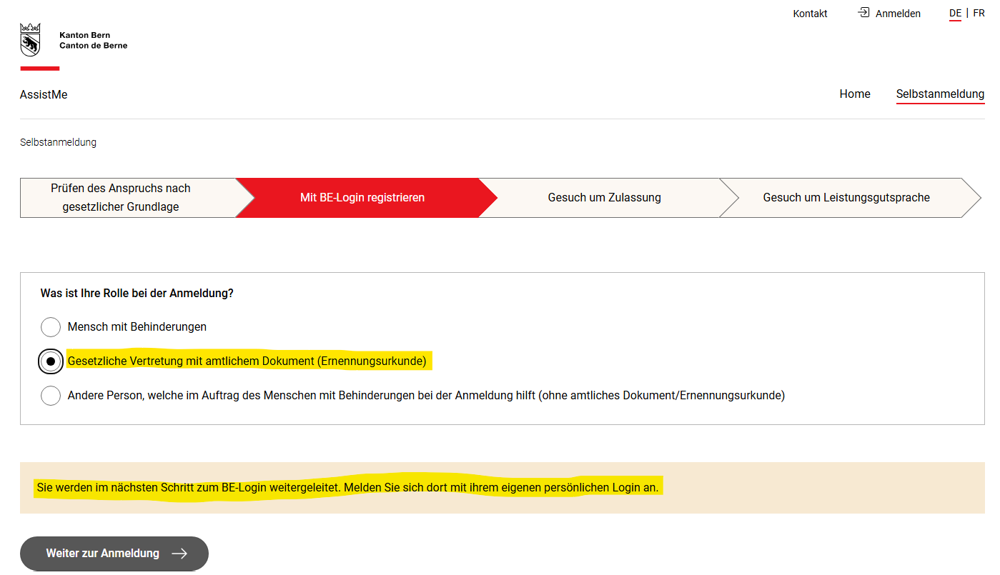 Kontakt Anmelden DE | FR
Kanton Bern
Canton de Berne
AssistMe Home Selbstanmeldung
Selbstanmeldung
Prüfen des Anspruchs nach
gesetzlicher Grundlage
Mit BE-Login registrieren
Gesuch um Zulassung
Gesuch um Leistungsgutsprache
Was ist Ihre Rolle bei der Anmeldung?
Mensch mit Behinderungen
Gesetzliche Vertretung mit amtlichem Dokument (Ernennungsurkunde)
Andere Person, welche im Auftrag des Menschen mit Behinderungen bei der Anmeldung hilft (ohne amtliches Dokument/Ernennungsurkunde)
Sie werden im nächsten Schritt zum BE-Login weitergeleitet. Melden Sie sich dort mit ihrem eigenen persönlichen Login an.
Weiter zur Anmeldung